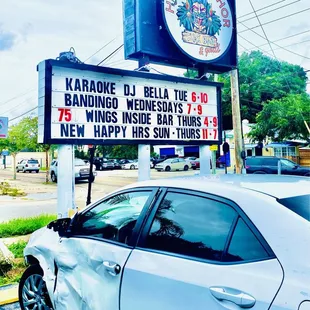 KARAOKE DJ BELLA TUE 6-10
BANDINGO WEDNESDAYS 7-9
75 WINGS INSIDE BAR THURS 4-9
NEW HAPPY HRS SUN-THURS 11-7